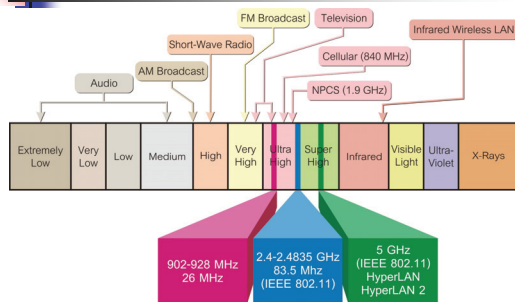 FM Broadcast
Television
Infrared Wireless LAN
Short-Wave Radio
Cellular (840 MHz)
AM Broadcast
Audio
NPCS (1.9 GHz)
Extremely
Low
Very
Low
Low
Medium
High
Very
High
Ultra
High
Super
High
Infrared
Visible
Light
Ultra-
Violet
X-Rays
902-928 MHz
26 MHz
2.4-2.4835 GHz
83.5 Mhz
(IEEE 802.11)
5 GHz
(IEEE 802.11)
HyperLAN
HyperLAN 2